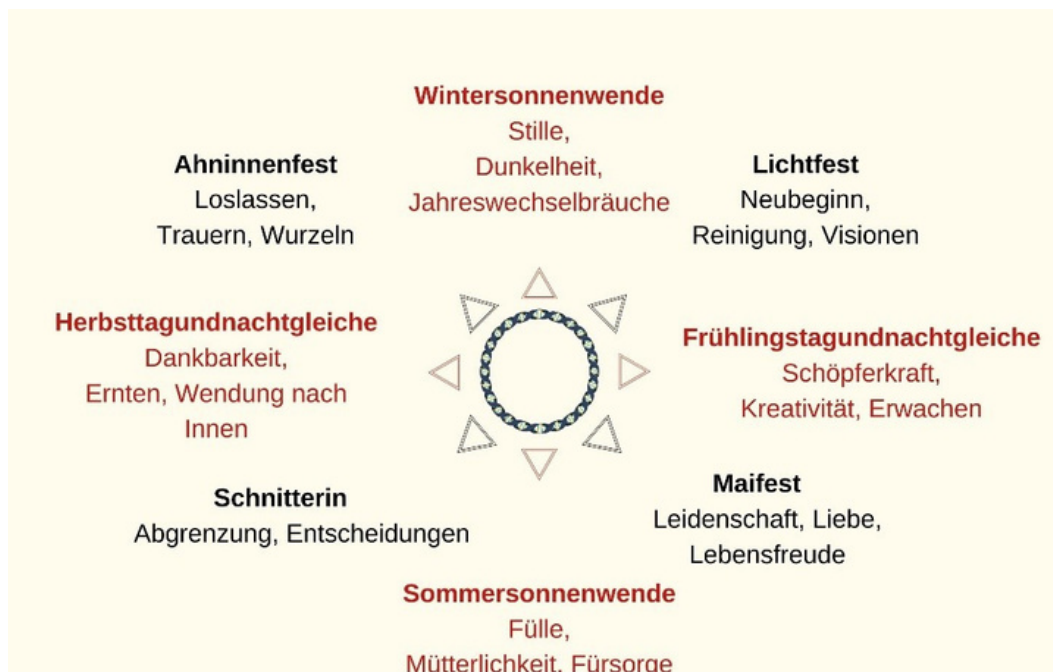 Wintersonnenwende
Stille,
Dunkelheit,
Jahreswechselbräuche
Ahninnenfest
Loslassen,
Trauern, Wurzeln
Lichtfest
Neubeginn,
Reinigung, Visionen
Herbsttagundnachtgleiche
Dankbarkeit,
Ernten, Wendung nach
Innen
Frühlingstagundnachtgleiche
Schöpferkraft,
Kreativität, Erwachen
Schnitterin
Abgrenzung, Entscheidungen
Maifest
Leidenschaft, Liebe,
Lebensfreude
Sommersonnenwende
Fülle,
Mütterlichkeit, Fürsorge